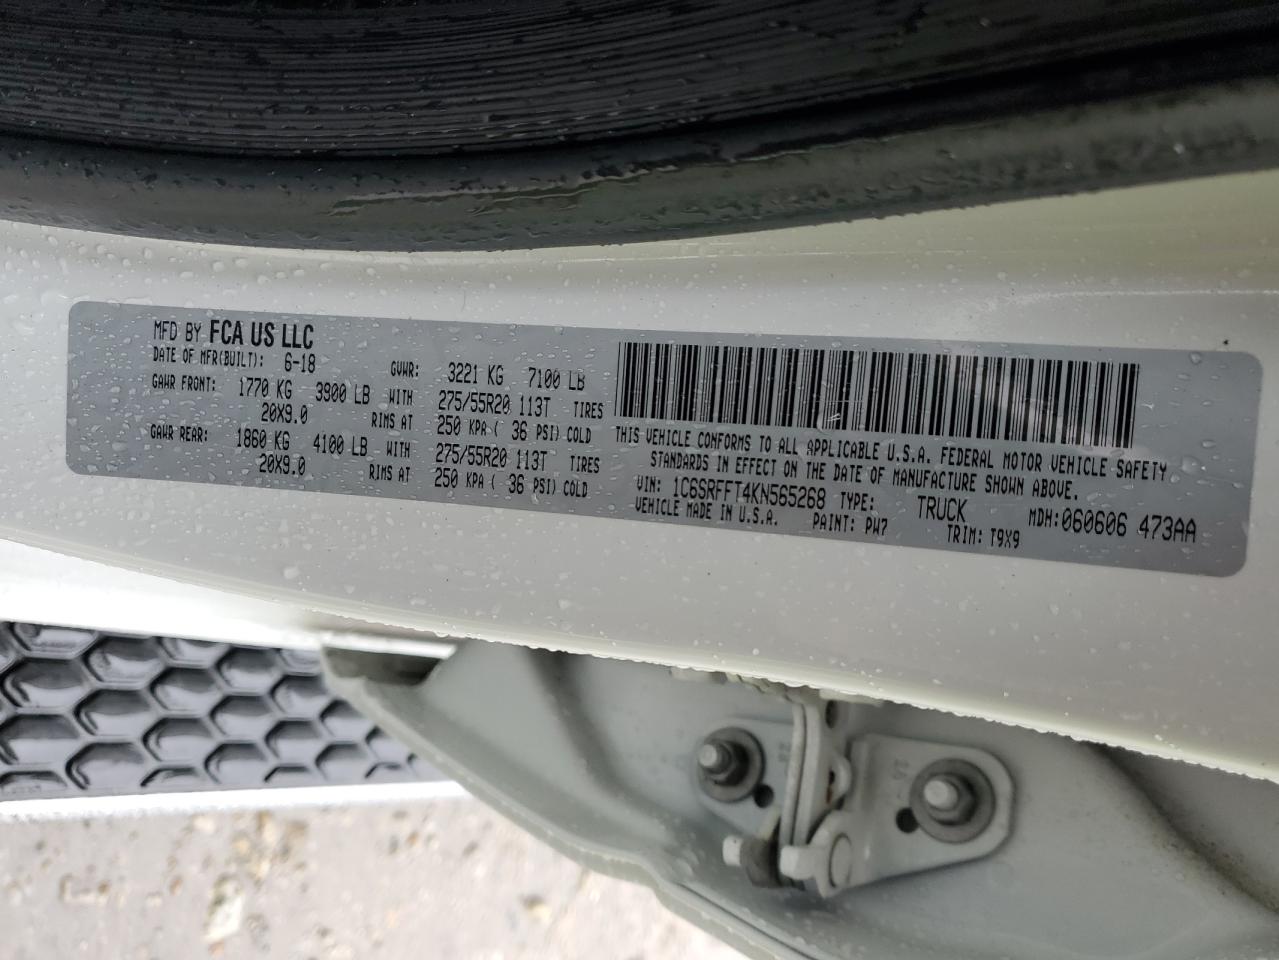 MFD BY FCA US LLC
DATE OF MFR(BUILT): 6-18 GVWR: 3221 KG 7100 LB
GAWR FRONT: 1770 KG 3900 LB WITH 275/55R20 113T TIRES
20X9.0 RIMS AT 250 KPA ( 36 PSI) COLD
GAWR REAR: 1860 KG 4100 LB WITH 275/55R20 113T TIRES
20X9.0 RIMS AT 250 KPA ( 36 PSI) COLD
THIS VEHICLE CONFORMS TO ALL APPLICABLE U.S.A. FEDERAL MOTOR VEHICLE SAFETY
STANDARDS IN EFFECT ON THE DATE OF MANUFACTURE SHOWN ABOVE.
VIN: 1C6SRFFT4KN565268 TYPE: TRUCK MDH:060606 473AA
VEHICLE MADE IN U.S.A. PAINT: PW7 TRIM: T9X9